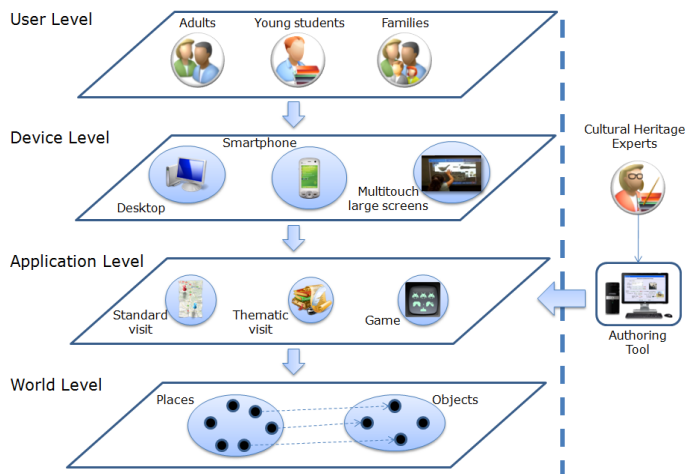 User Level
Adults
Young students
Families
Device Level
Smartphone
Desktop
Multitouch
large screens
Cultural Heritage
Experts
Application Level
Standard
visit
Thematic
visit
Game
Authoring
Tool
World Level
Places
Objects